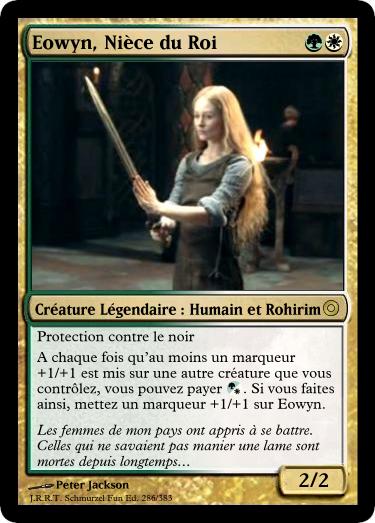 Eowyn, Nièce du Roi
Créature Légendaire : Humain et Rohirim
Protection contre le noir
A chaque fois qu'au moins un marqueur
+1/+1 est mis sur une autre créature que vous
contrôlez, vous pouvez payer . Si vous faites
ainsi, mettez un marqueur +1/+1 sur Eowyn.
Les femmes de mon pays ont appris à se battre.
Celles qui ne savaient pas manier une lame sont
mortes depuis longtemps...
2/2
Peter Jackson
J.R.R.T. Schmurzel Fun Ed. 286/383